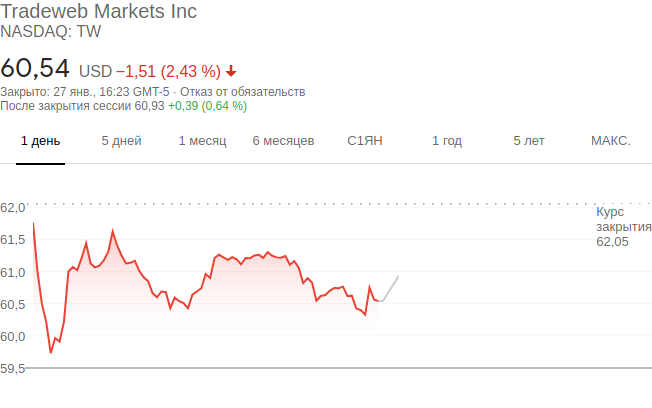 Tradeweb Markets Inc
NASDAQ: TW
60,54 USD −1,51 (2,43 %)
Закрыто: 27 янв., 16:23 GMT-5 · Отказ от обязательств
После закрытия сессии 60,93 +0,39 (0,64 %)
1 день 5 дней 1 месяц 6 месяцев С1ЯН 1 год 5 лет МАКС.
62,0
Курс
закрытия
62,05
61,5
61,0
60,5
60,0
59,5